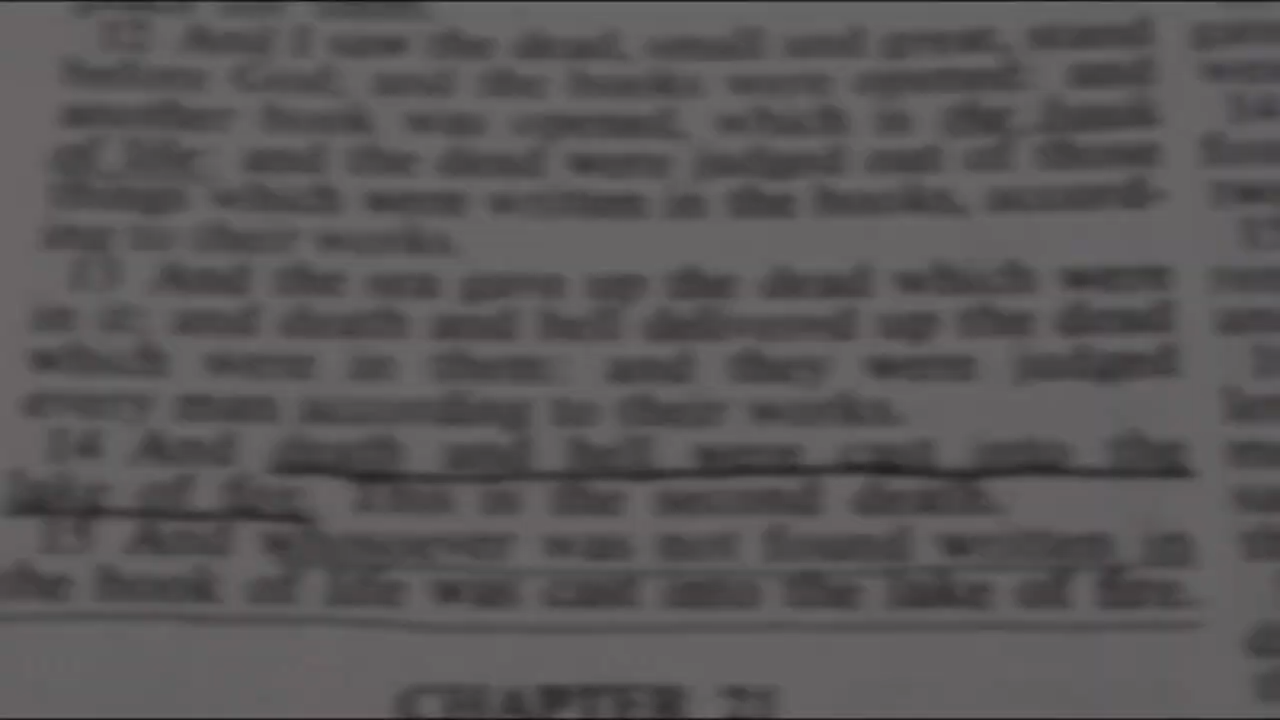 12 And I saw the dead, small and great, stand
before God; and the books were opened: and
another book was opened, which is the book
of life: and the dead were judged out of those
things which were written in the books, accord-
ing to their works.
13 And the sea gave up the dead which were
in it; and death and hell delivered up the dead
which were in them: and they were judged
every man according to their works.
14 And death and hell were cast into the
lake of fire. This is the second death.
15 And whosoever was not found written in
the book of life was cast into the lake of fire.
CHAPTER 21